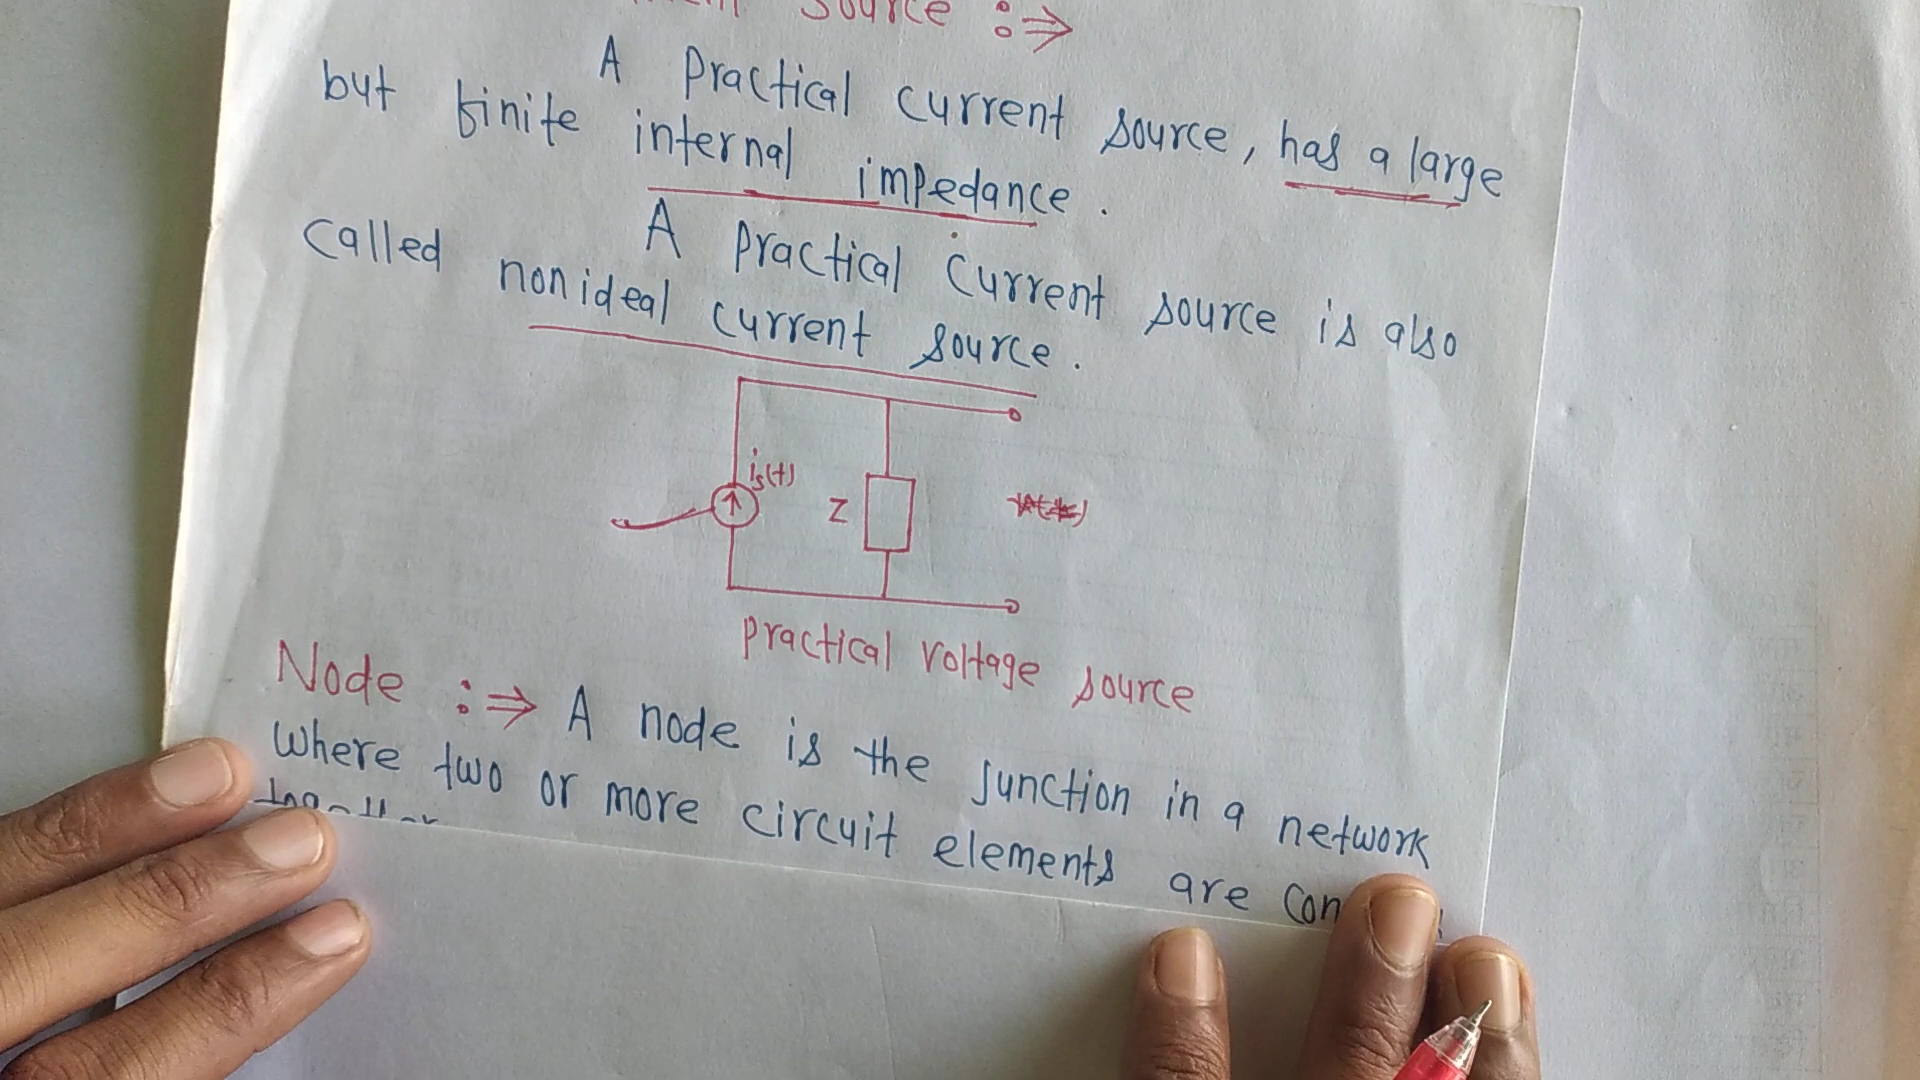 source :⇒
A practical current source, has a large
but finite internal impedance.
A practical current source is also
called nonideal current source.
is(t)
Z
practical voltage source
Node :⇒ A node is the junction in a network
where two or more circuit elements are